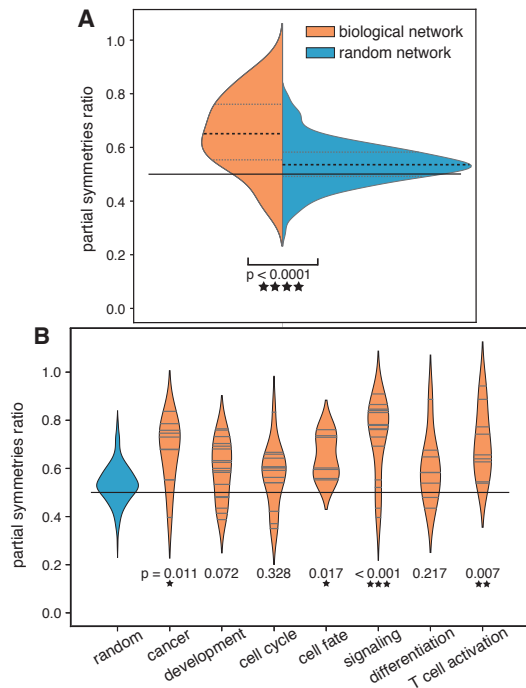 A
biological network
random network
1.0
0.8
0.6
0.4
0.2
0.0
partial symmetries ratio
p < 0.0001
★★★★
B
1.0
0.8
0.6
0.4
0.2
0.0
partial symmetries ratio
p = 0.011 0.072 0.328 0.017 < 0.001 0.217 0.007
★ ★ ★★★ ★★
random
cancer
development
cell cycle
cell fate
signaling
differentiation
T cell activation